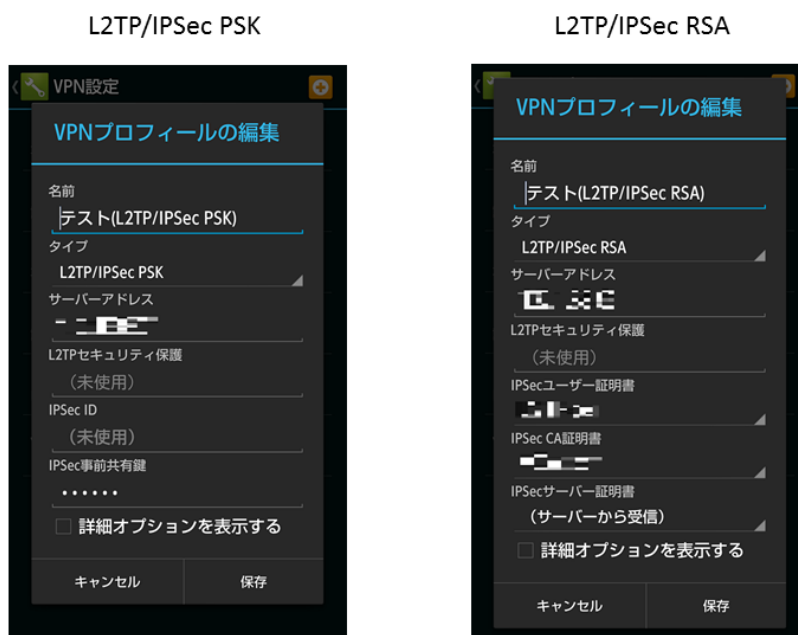 L2TP/IPSec PSK
VPN設定
VPNプロフィールの編集
名前
テスト(L2TP/IPSec PSK)
タイプ
L2TP/IPSec PSK
サーバーアドレス
L2TPセキュリティ保護
（未使用）
IPSec ID
（未使用）
IPSec事前共有鍵
••••••
詳細オプションを表示する
キャンセル
保存
L2TP/IPSec RSA
VPNプロフィールの編集
名前
テスト(L2TP/IPSec RSA)
タイプ
L2TP/IPSec RSA
サーバーアドレス
L2TPセキュリティ保護
（未使用）
IPSecユーザー証明書
IPSec CA証明書
IPSecサーバー証明書
（サーバーから受信）
詳細オプションを表示する
キャンセル
保存